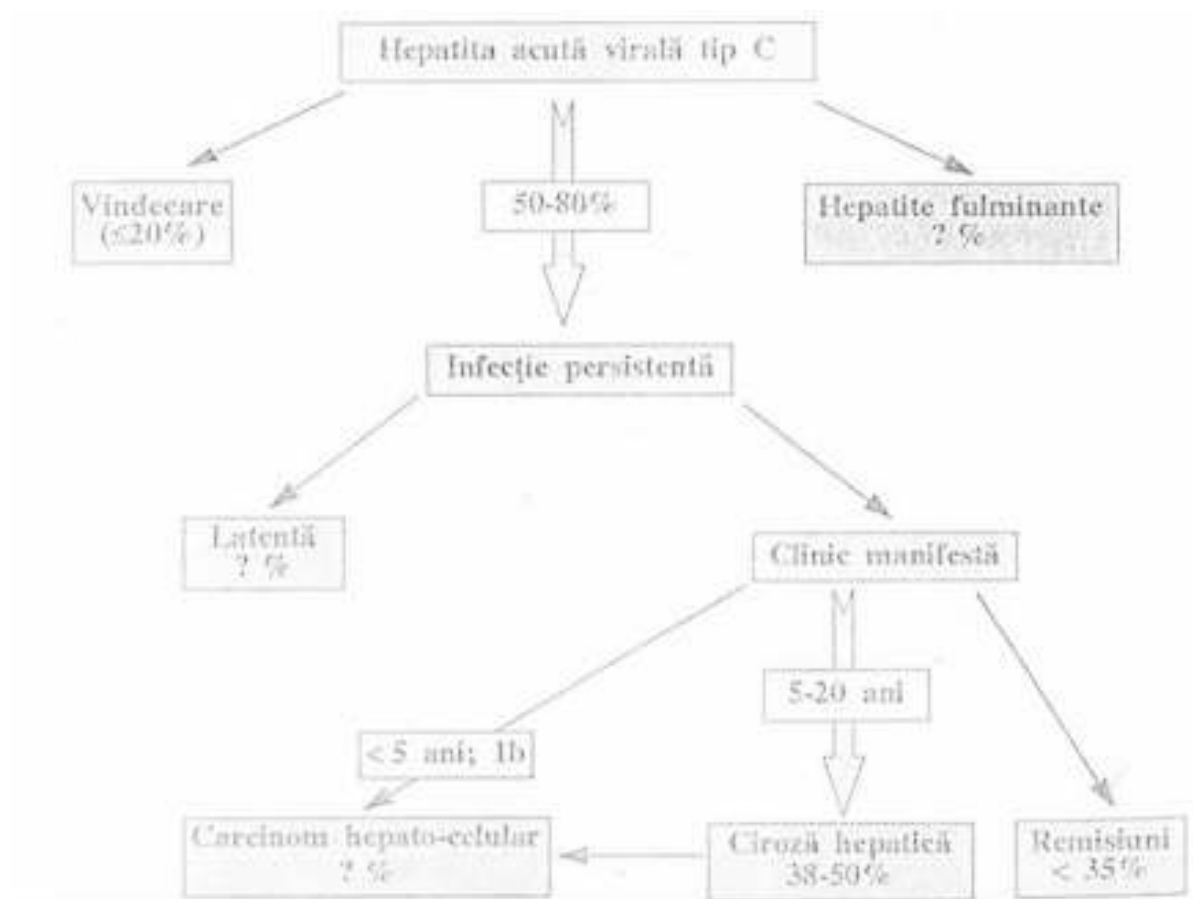 Hepatita acută virală tip C
Vindecare
(≤20%)
50-80%
Hepatite fulminante
? %
Infecţie persistentă
Latentă
? %
Clinic manifestă
5-20 ani
< 5 ani; 1b
Carcinom hepato-celular
? %
Ciroză hepatică
38-50%
Remisiuni
< 35%